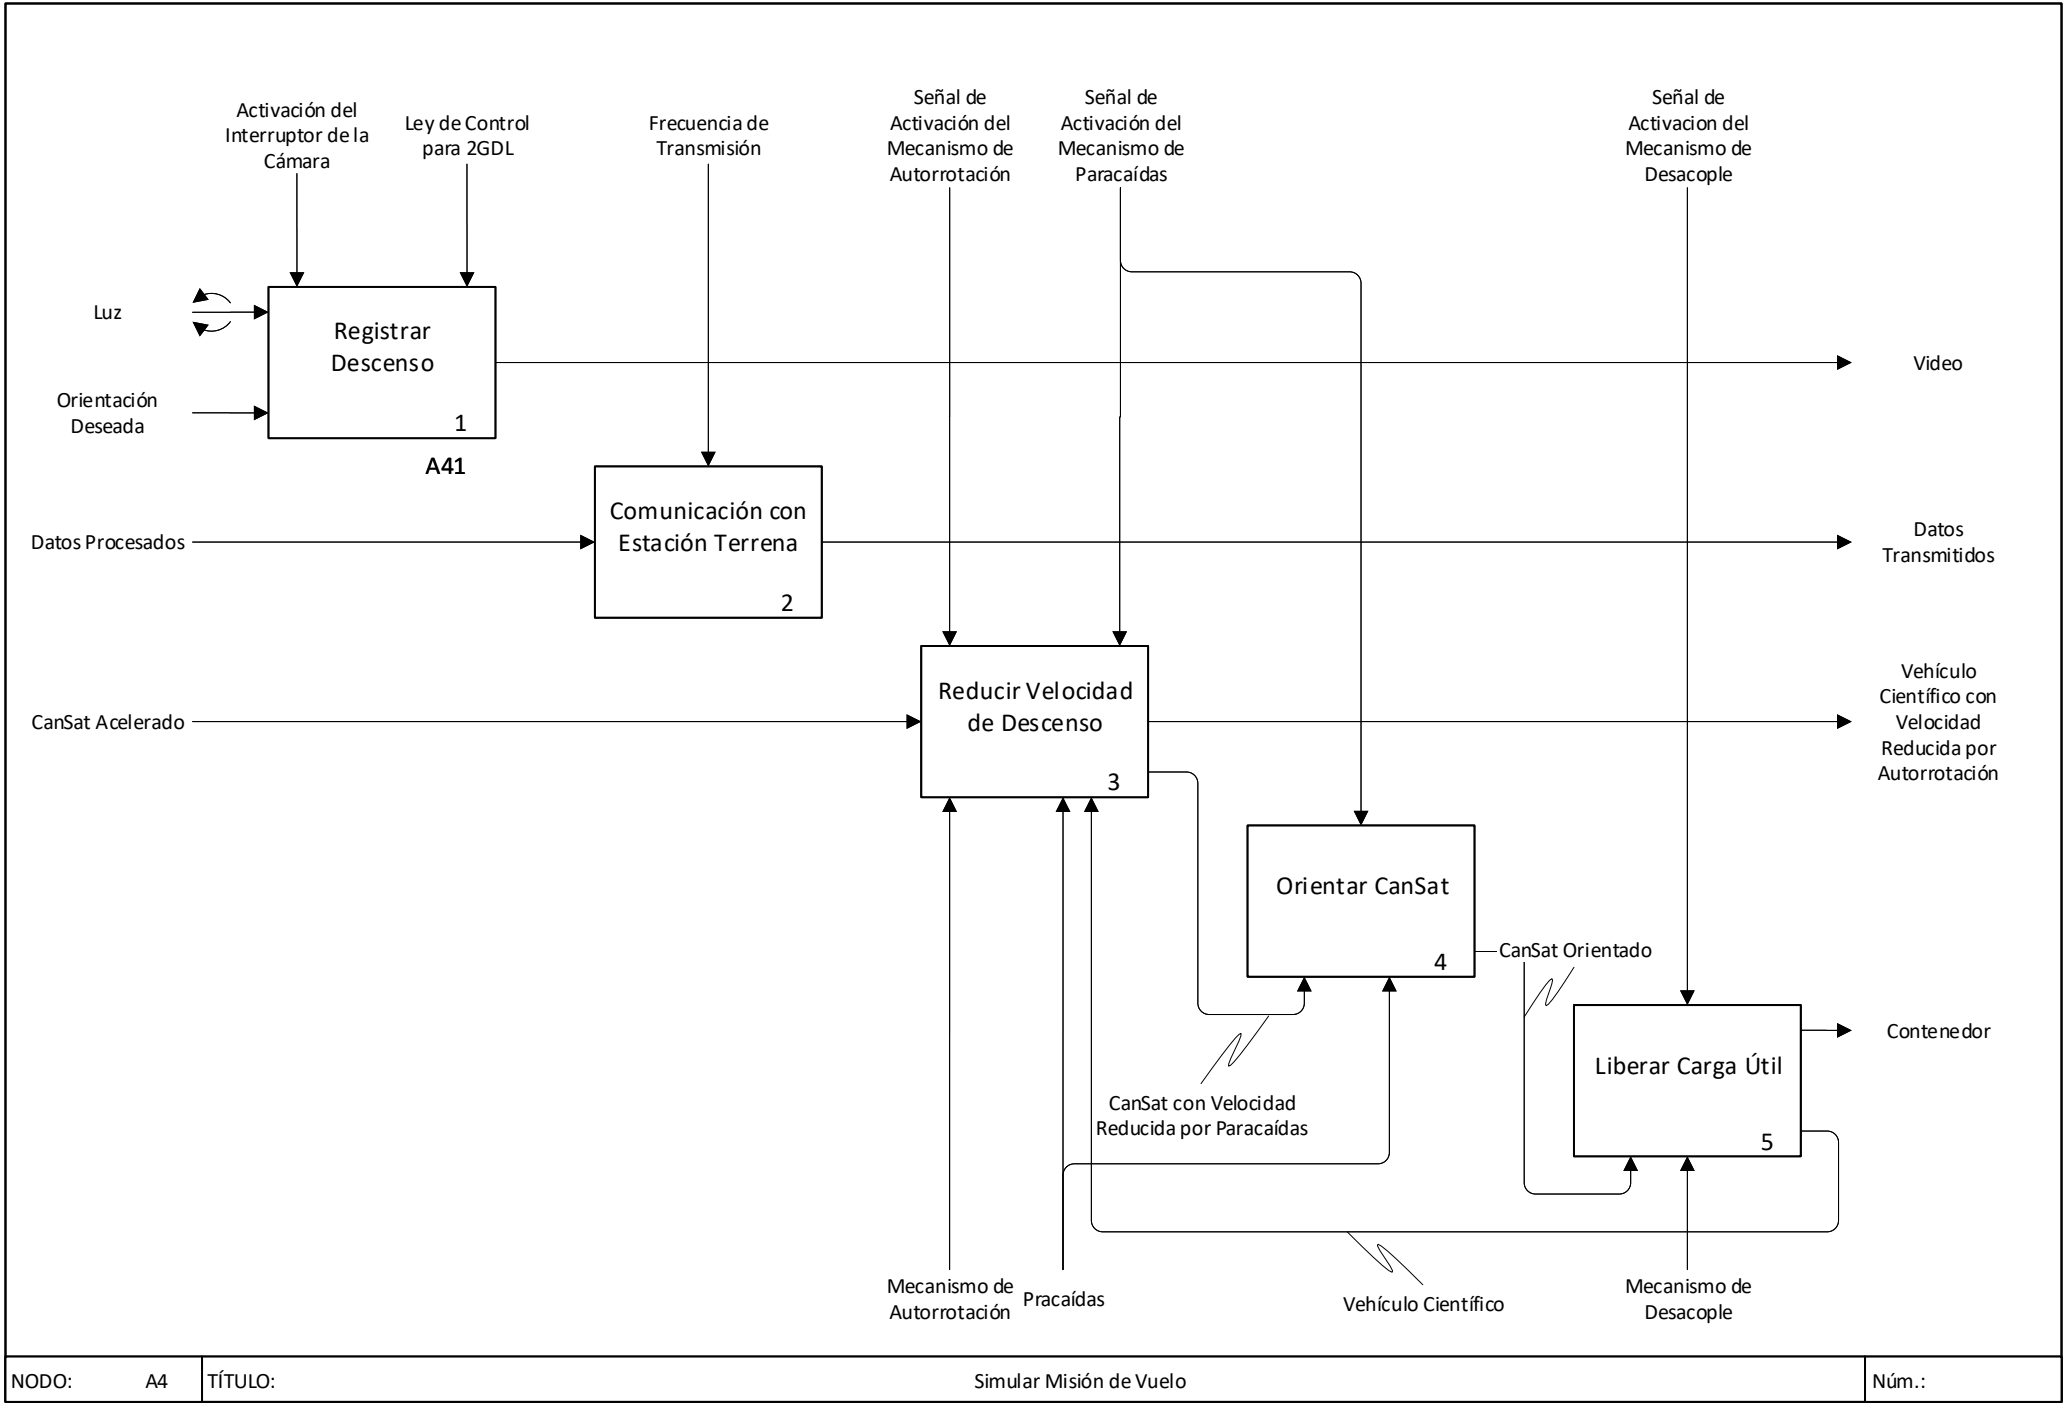 Activación del
Interruptor de la
Cámara
Ley de Control
para 2GDL
Frecuencia de
Transmisión
Señal de
Activación del
Mecanismo de
Autorrotación
Señal de
Activación del
Mecanismo de
Paracaídas
Señal de
Activacion del
Mecanismo de
Desacople
Luz
Orientación
Deseada
Registrar
Descenso
1
A41
Video
Datos Procesados
Comunicación con
Estación Terrena
2
Datos
Transmitidos
CanSat Acelerado
Reducir Velocidad
de Descenso
3
Vehículo
Científico con
Velocidad
Reducida por
Autorrotación
Orientar CanSat
4
CanSat Orientado
CanSat con Velocidad
Reducida por Paracaídas
Liberar Carga Útil
5
Contenedor
Mecanismo de
Autorrotación
Pracaídas
Vehículo Científico
Mecanismo de
Desacople
NODO: A4
TÍTULO: Simular Misión de Vuelo
Núm.: